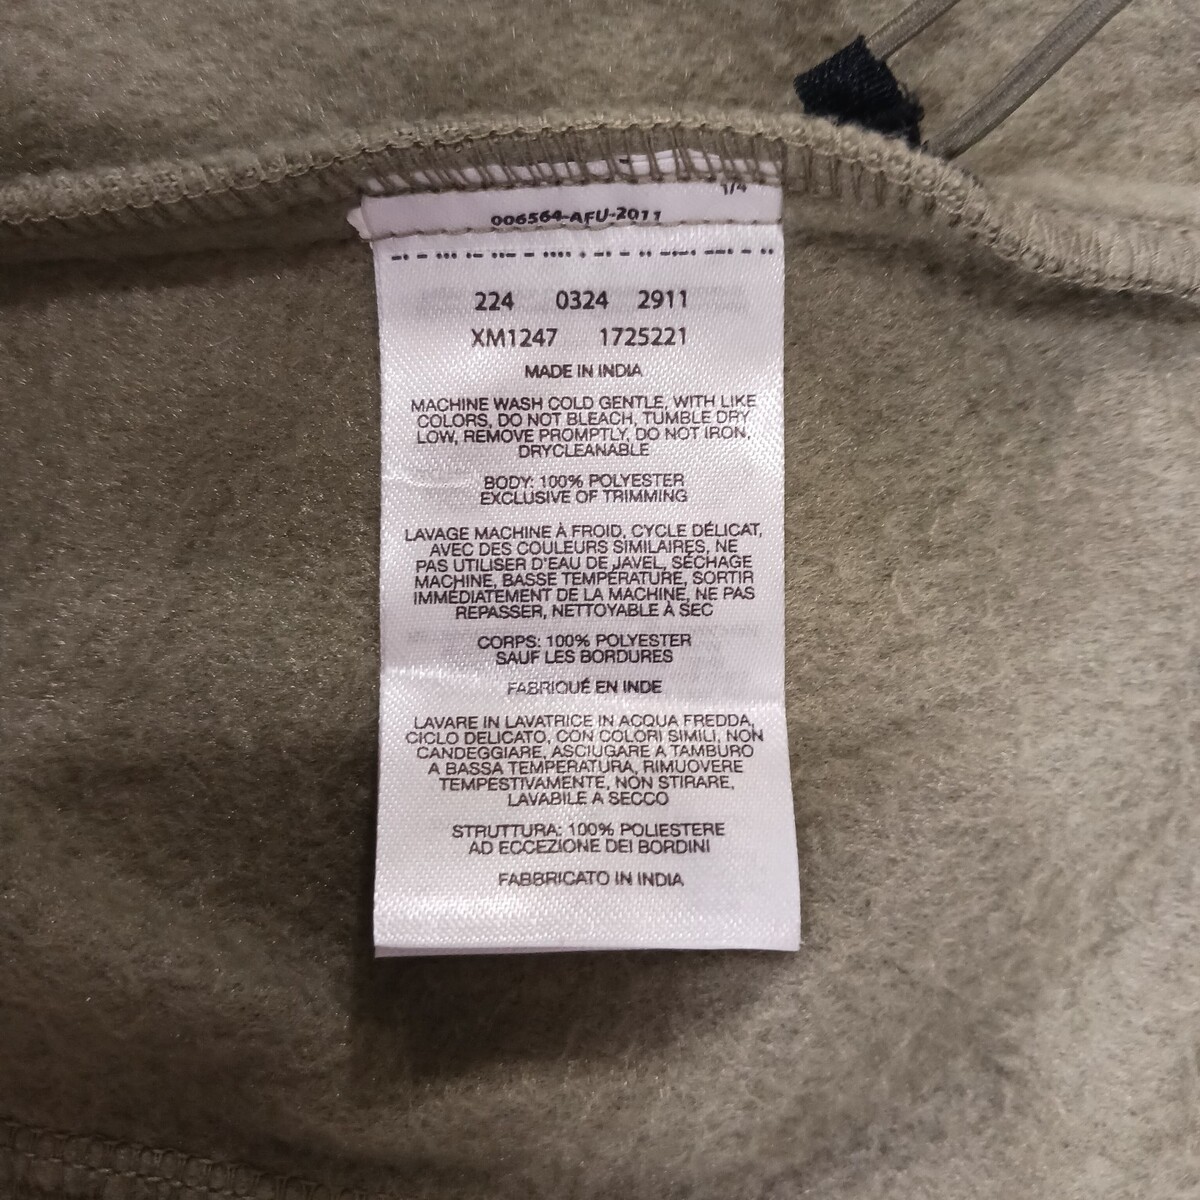 1/4
006564-AFU-2011
224 0324 2911
XM1247 1725221
MADE IN INDIA
MACHINE WASH COLD GENTLE, WITH LIKE
COLORS, DO NOT BLEACH, TUMBLE DRY
LOW, REMOVE PROMPTLY, DO NOT IRON,
DRYCLEANABLE
BODY: 100% POLYESTER
EXCLUSIVE OF TRIMMING
LAVAGE MACHINE À FROID, CYCLE DÉLICAT,
AVEC DES COULEURS SIMILAIRES, NE
PAS UTILISER D'EAU DE JAVEL, SÉCHAGE
MACHINE, BASSE TEMPÉRATURE, SORTIR
IMMÉDIATEMENT DE LA MACHINE, NE PAS
REPASSER, NETTOYABLE À SEC
CORPS: 100% POLYESTER
SAUF LES BORDURES
FABRIQUÉ EN INDE
LAVARE IN LAVATRICE IN ACQUA FREDDA,
CICLO DELICATO, CON COLORI SIMILI, NON
CANDEGGIARE, ASCIUGARE A TAMBURO
A BASSA TEMPERATURA, RIMUOVERE
TEMPESTIVAMENTE, NON STIRARE,
LAVABILE A SECCO
STRUTTURA: 100% POLIESTERE
AD ECCEZIONE DEI BORDINI
FABBRICATO IN INDIA